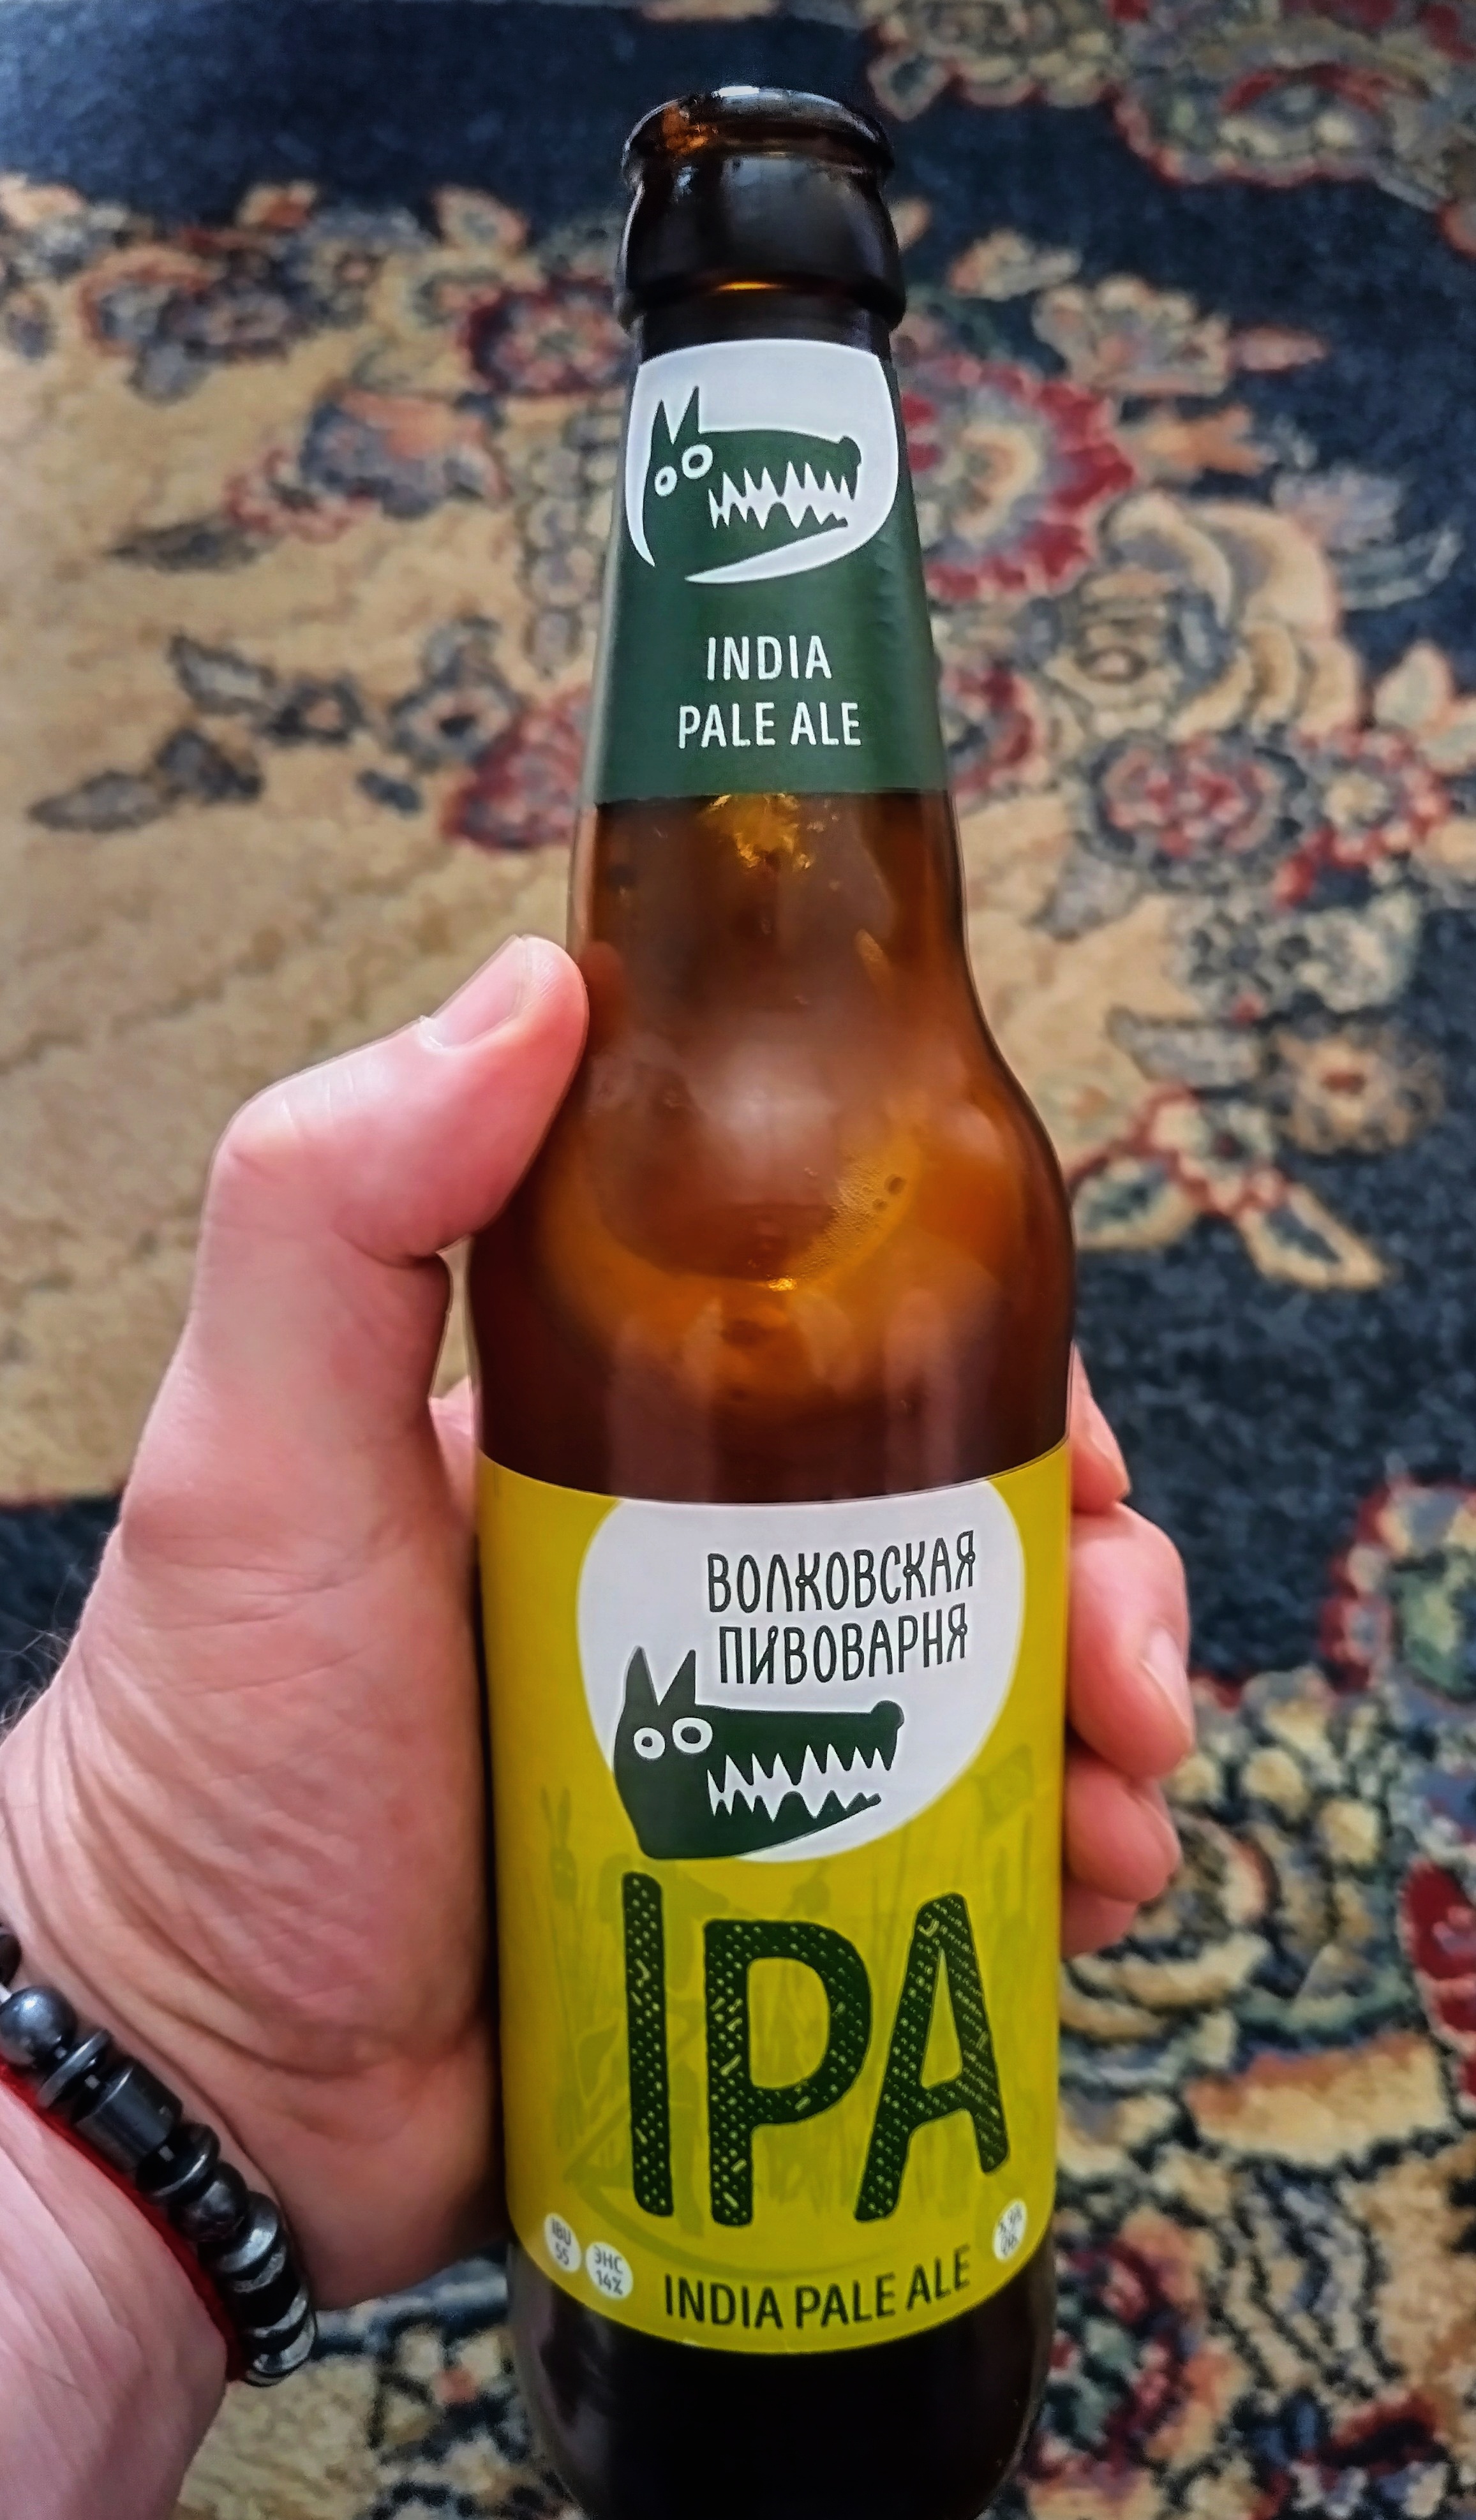 INDIA
PALE ALE
ВОЛКОВСКАЯ
ПИВОВАРНЯ
IPA
IBU
55
ЭНС
14%
INDIA PALE ALE